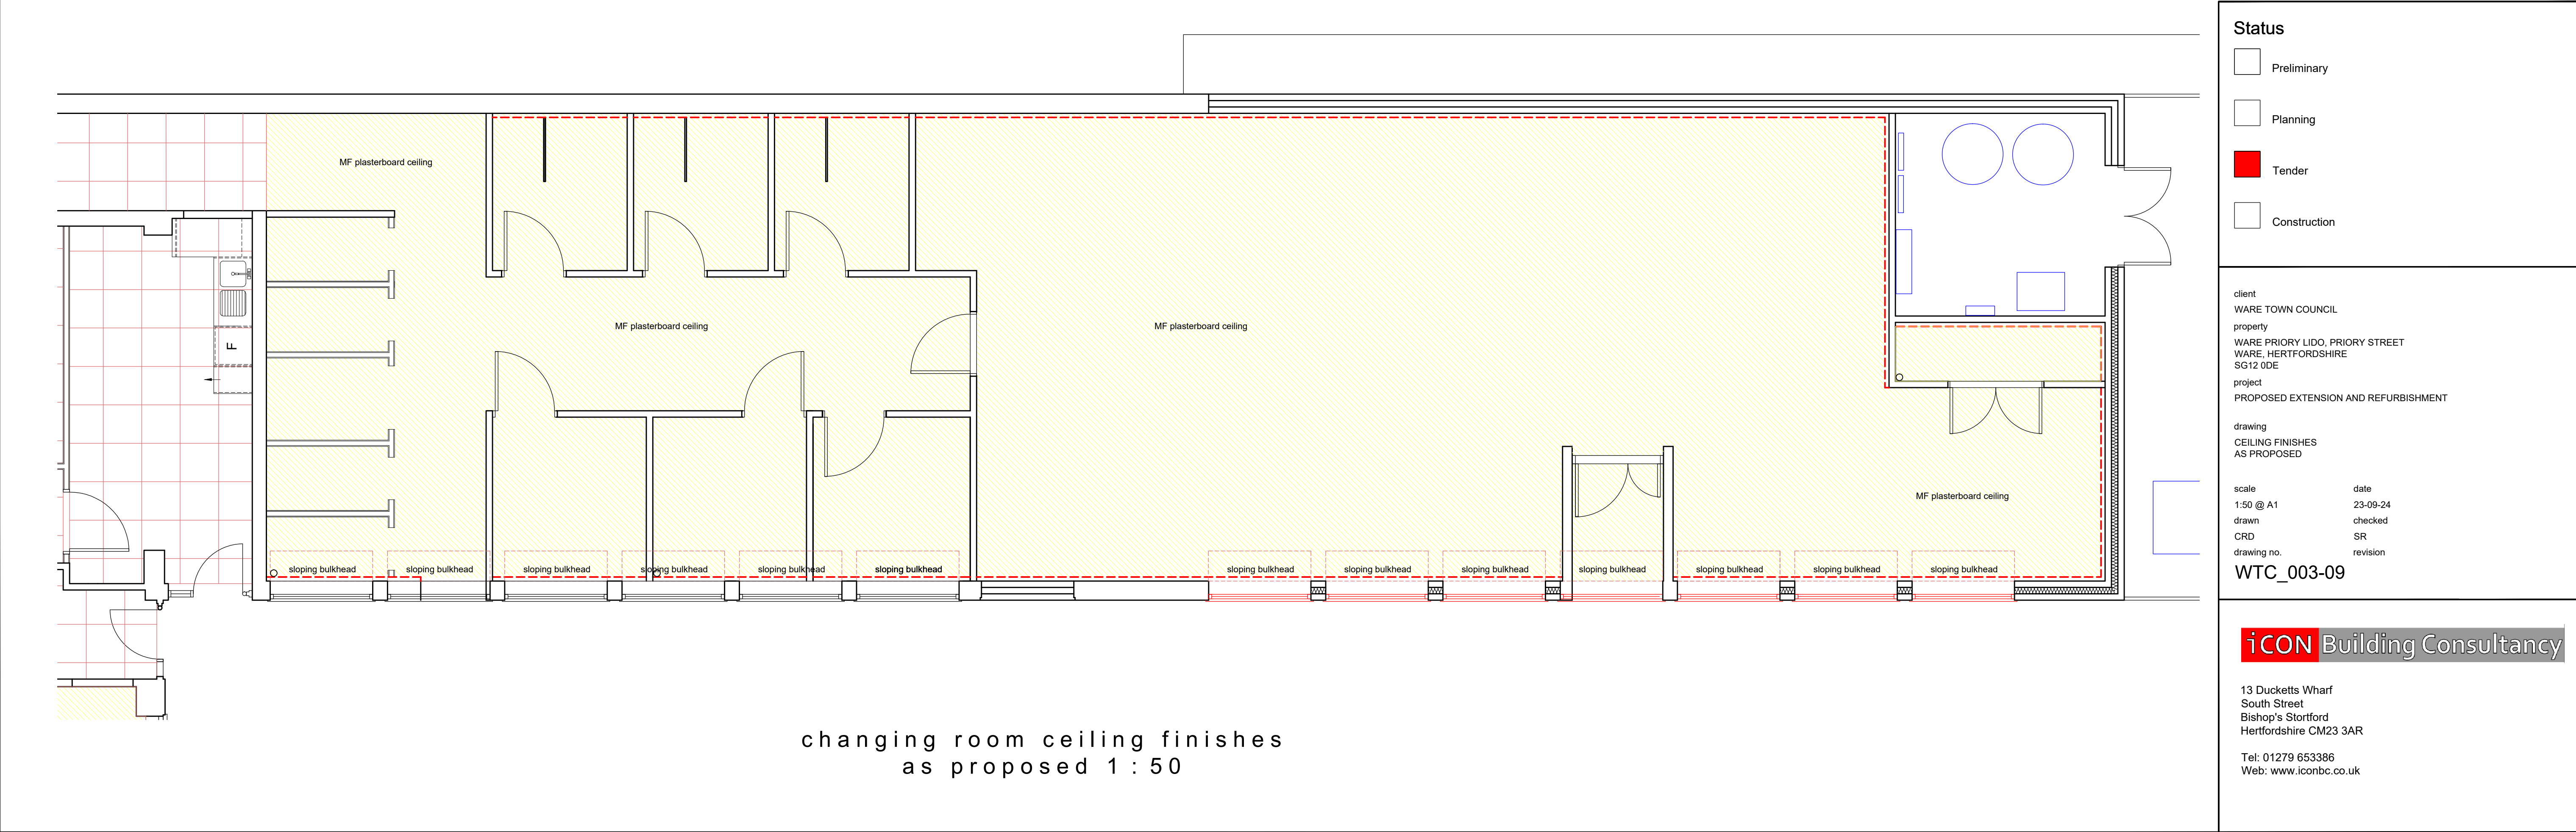 MF plasterboard ceiling
MF plasterboard ceiling
MF plasterboard ceiling
MF plasterboard ceiling
F
sloping bulkhead
sloping bulkhead
sloping bulkhead
sloping bulkhead
sloping bulkhead
sloping bulkhead
sloping bulkhead
sloping bulkhead
sloping bulkhead
sloping bulkhead
sloping bulkhead
sloping bulkhead
sloping bulkhead
changing room ceiling finishes
as proposed 1 : 50
Status
Preliminary
Planning
Tender
Construction
client
WARE TOWN COUNCIL
property
WARE PRIORY LIDO, PRIORY STREET
WARE, HERTFORDSHIRE
SG12 0DE
project
PROPOSED EXTENSION AND REFURBISHMENT
drawing
CEILING FINISHES
AS PROPOSED
scale date
1:50 @ A1 23-09-24
drawn checked
CRD SR
drawing no. revision
WTC_003-09
iCON Building Consultancy
13 Ducketts Wharf
South Street
Bishop's Stortford
Hertfordshire CM23 3AR
Tel: 01279 653386
Web: www.iconbc.co.uk